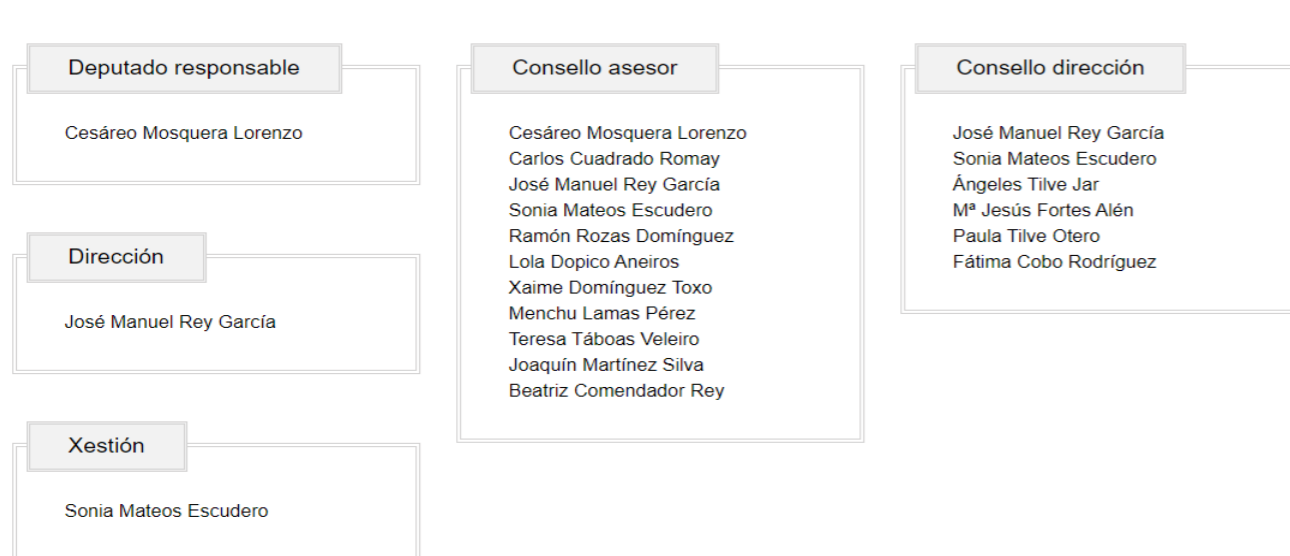 Deputado responsable
Cesáreo Mosquera Lorenzo
Dirección
José Manuel Rey García
Xestión
Sonia Mateos Escudero
Consello asesor
Cesáreo Mosquera Lorenzo
Carlos Cuadrado Romay
José Manuel Rey García
Sonia Mateos Escudero
Ramón Rozas Domínguez
Lola Dopico Aneiros
Xaime Domínguez Toxo
Menchu Lamas Pérez
Teresa Táboas Veleiro
Joaquín Martínez Silva
Beatriz Comendador Rey
Consello dirección
José Manuel Rey García
Sonia Mateos Escudero
Ángeles Tilve Jar
Mª Jesús Fortes Alén
Paula Tilve Otero
Fátima Cobo Rodríguez